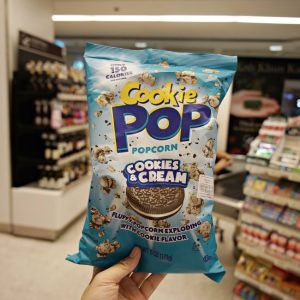 150
CALORIES
Cookie
POP
POPCORN
COOKIES
& CREAM
FLUFFY POPCORN EXPLODING
WITH COOKIE FLAVOR